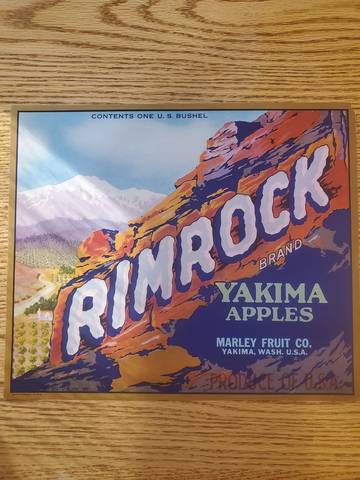 CONTENTS ONE U. S. BUSHEL
RIMROCK
BRAND
YAKIMA
APPLES
MARLEY FRUIT CO.
YAKIMA, WASH. U.S.A.
PRODUCE OF U.S.A.